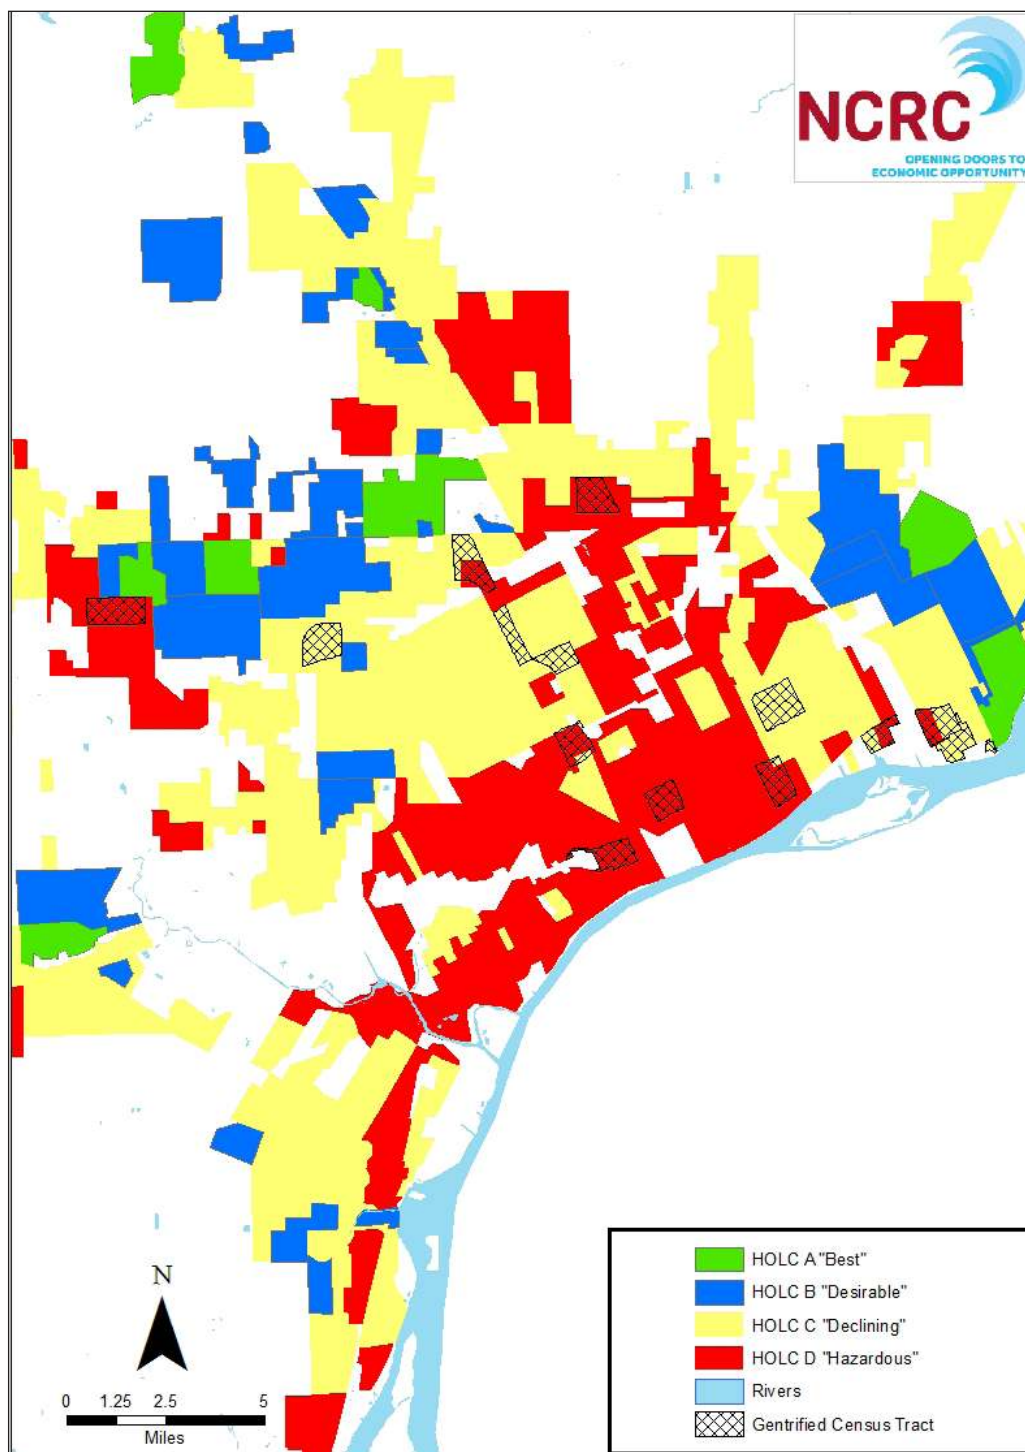 NCRC
OPENING DOORS TO
ECONOMIC OPPORTUNITY
HOLC A "Best"
HOLC B "Desirable"
HOLC C "Declining"
HOLC D "Hazardous"
Rivers
Gentrified Census Tract
N
0 1.25 2.5 5
Miles